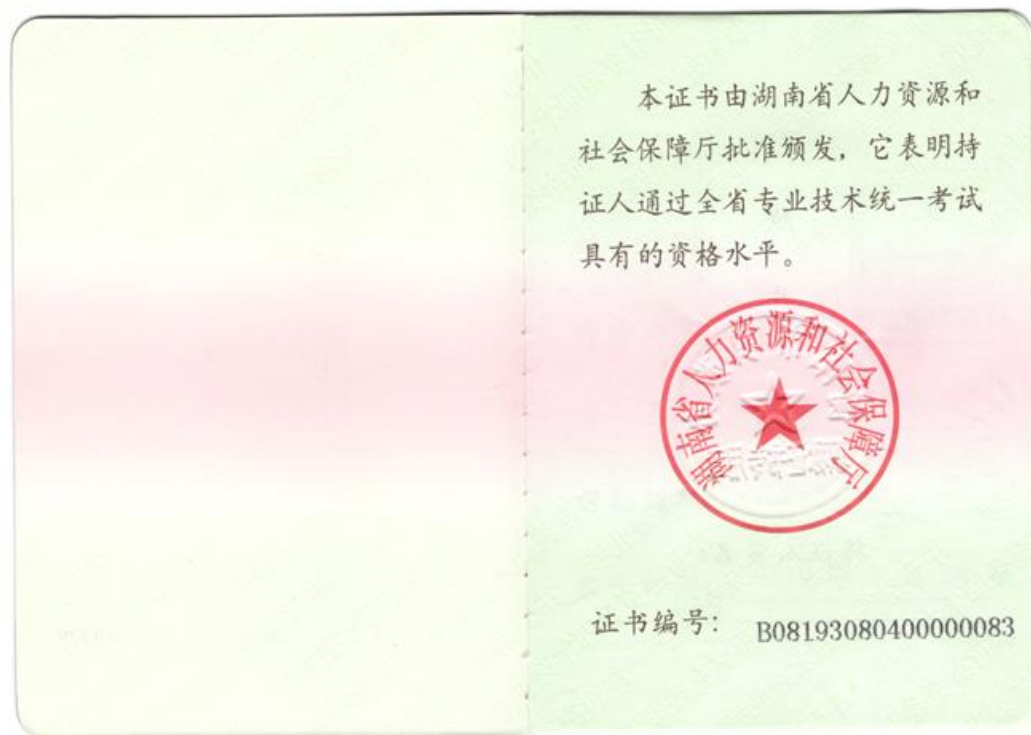 本证书由湖南省人力资源和
社会保障厅批准颁发，它表明持
证人通过全省专业技术统一考试
具有的资格水平。
湖南省人力资源和社会保障厅
证书编号：B08193080400000083